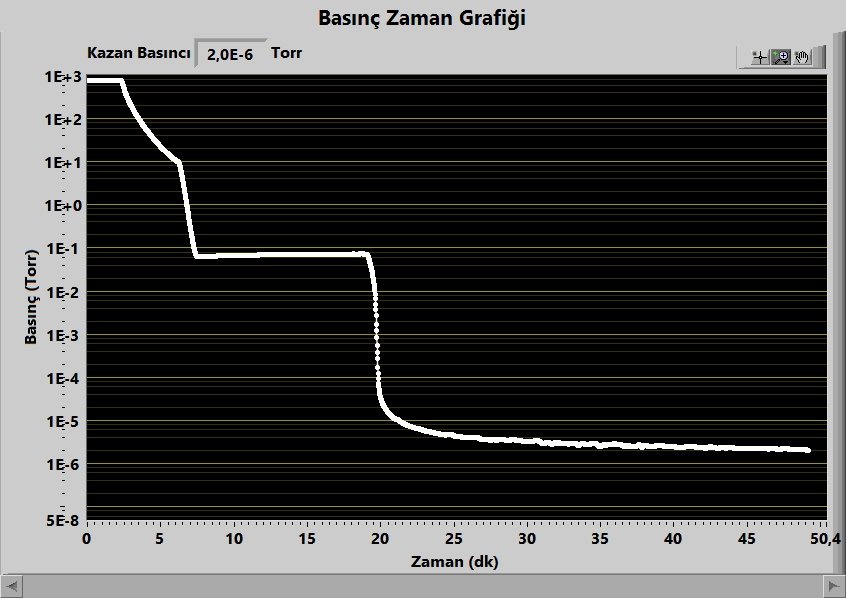 Basınç Zaman Grafiği
Kazan Basıncı 2,0E-6 Torr
1E+3
1E+2
1E+1
1E+0
1E-1
1E-2
1E-3
1E-4
1E-5
1E-6
5E-8
Basınç (Torr)
0 5 10 15 20 25 30 35 40 45 50,4
Zaman (dk)